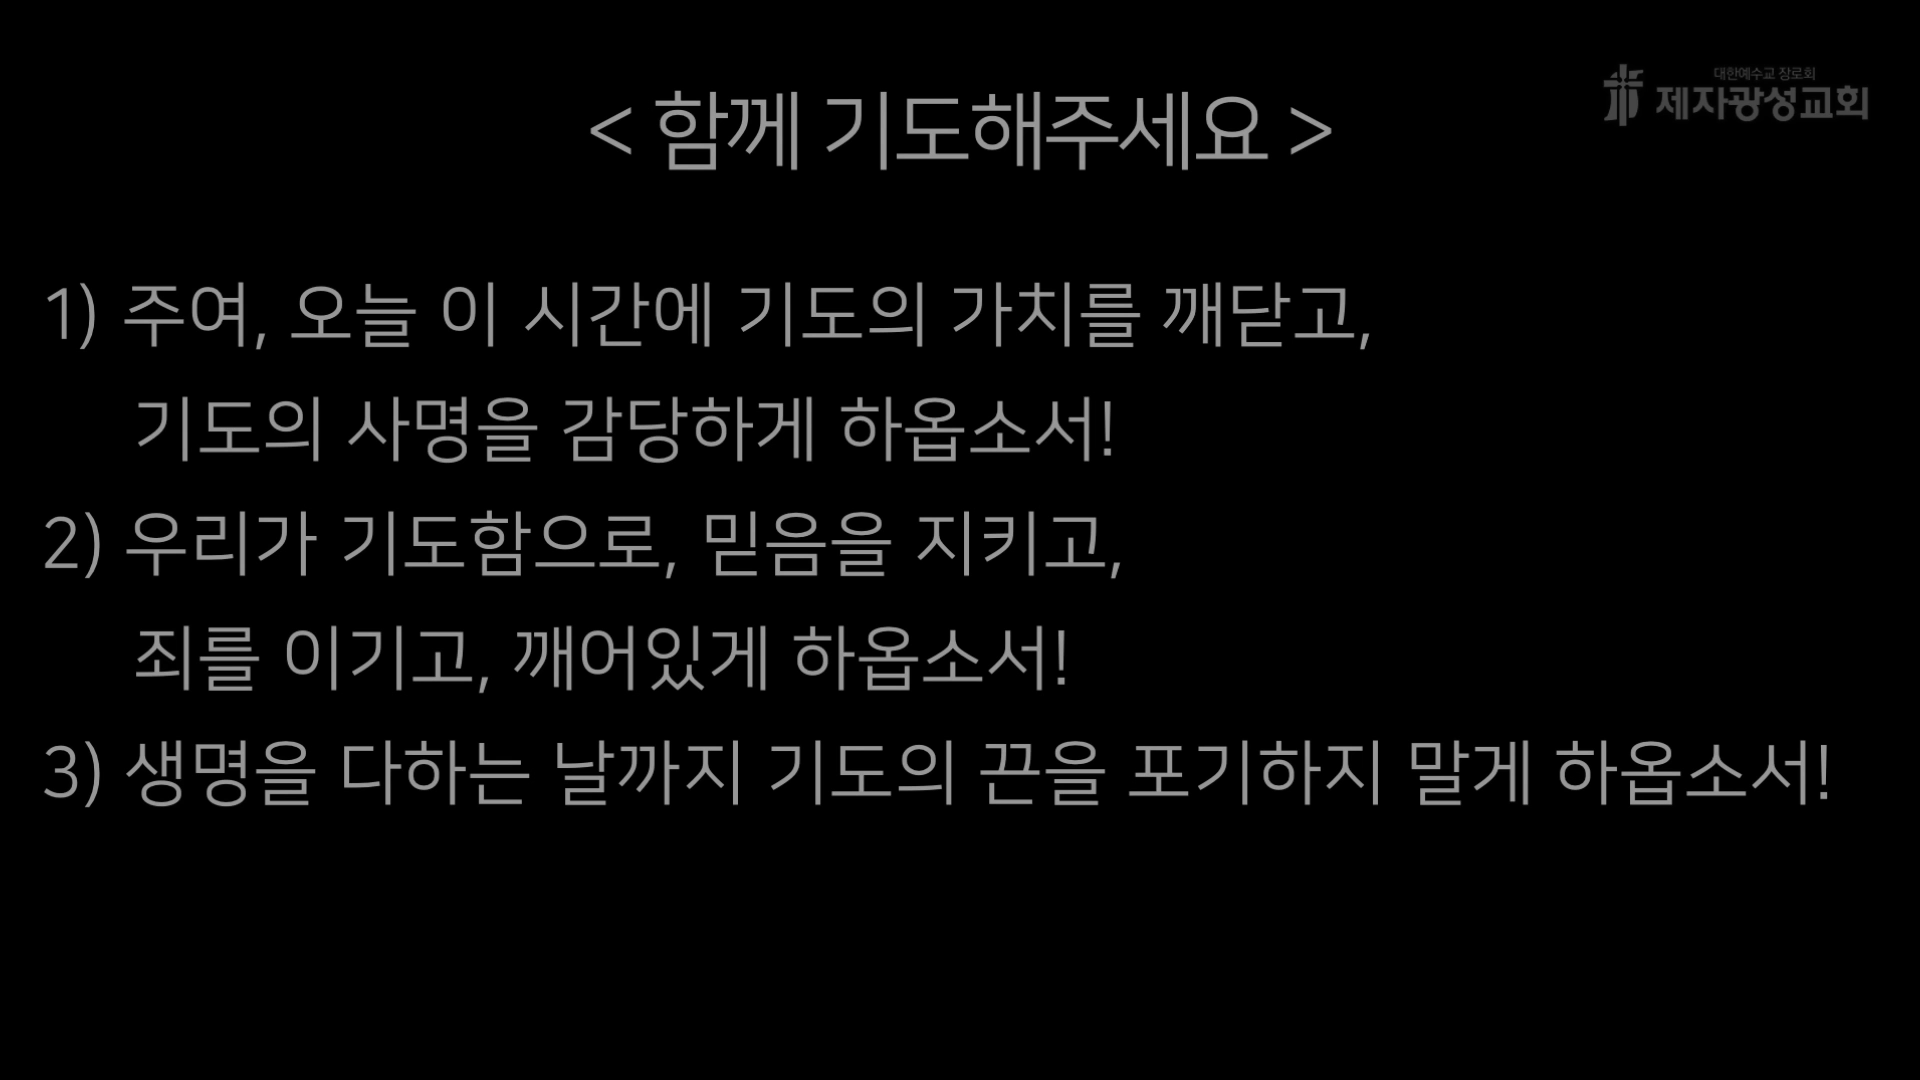 대한예수교 장로회
제자광성교회
< 함께 기도해주세요 >
1) 주여, 오늘 이 시간에 기도의 가치를 깨닫고,
기도의 사명을 감당하게 하옵소서!
2) 우리가 기도함으로, 믿음을 지키고,
죄를 이기고, 깨어있게 하옵소서!
3) 생명을 다하는 날까지 기도의 끈을 포기하지 말게 하옵소서!